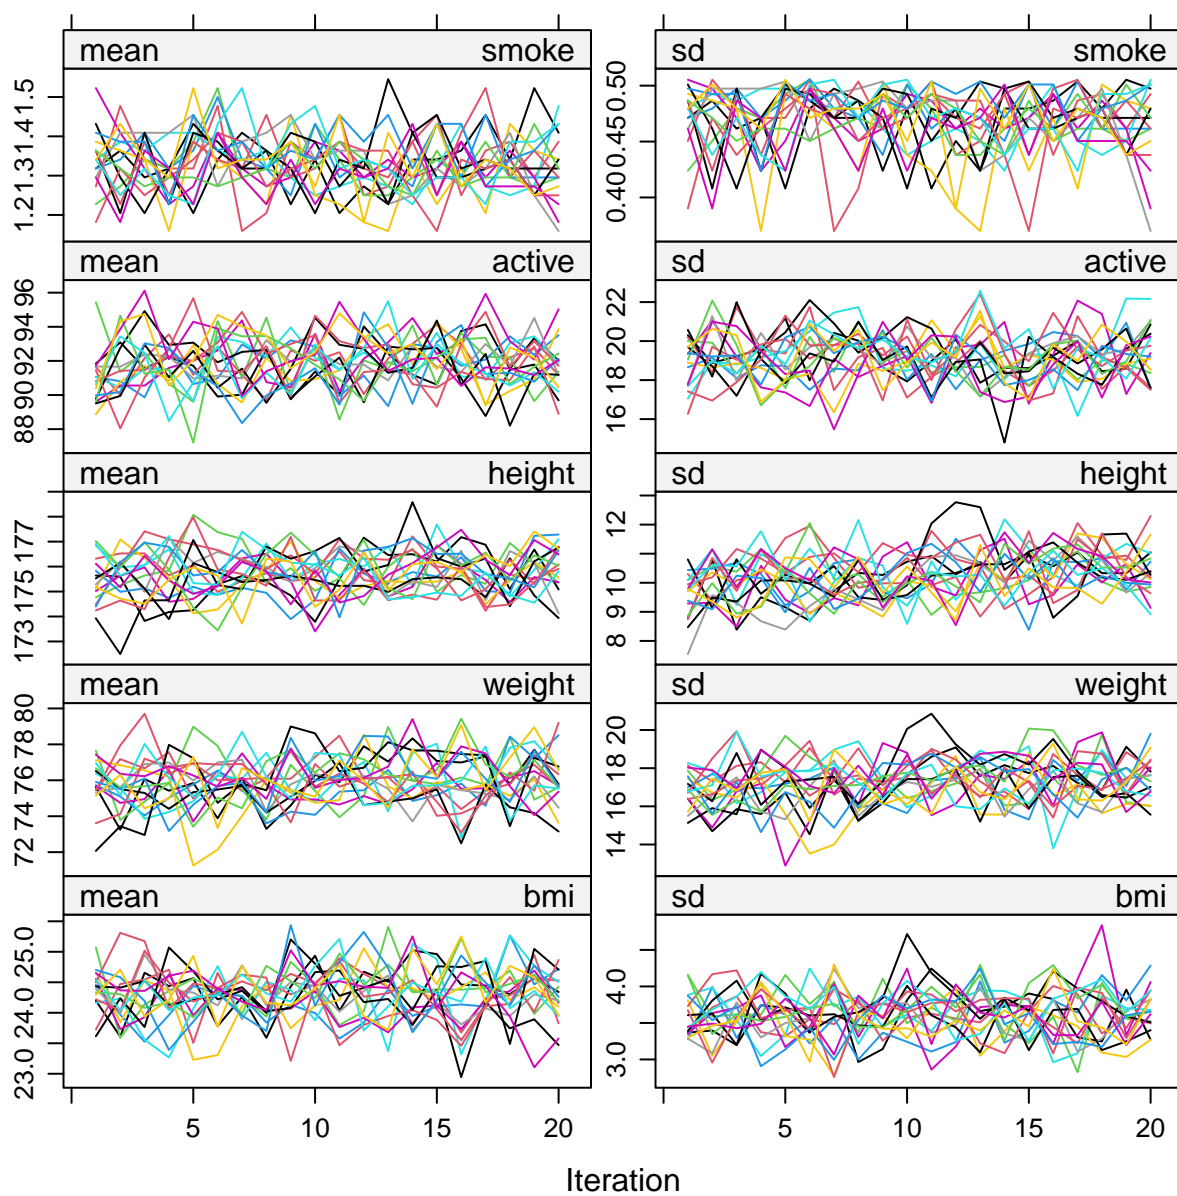 mean smoke sd smoke
1.2 1.3 1.4 1.5
0.40 0.45 0.50
mean active sd active
88 90 92 94 96
16 18 20 22
mean height sd height
173 175 177
8 9 10 12
mean weight sd weight
72 74 76 78 80
14 16 18 20
mean bmi sd bmi
23.0 24.0 25.0
3.0 4.0
5 10 15 20 5 10 15 20
Iteration